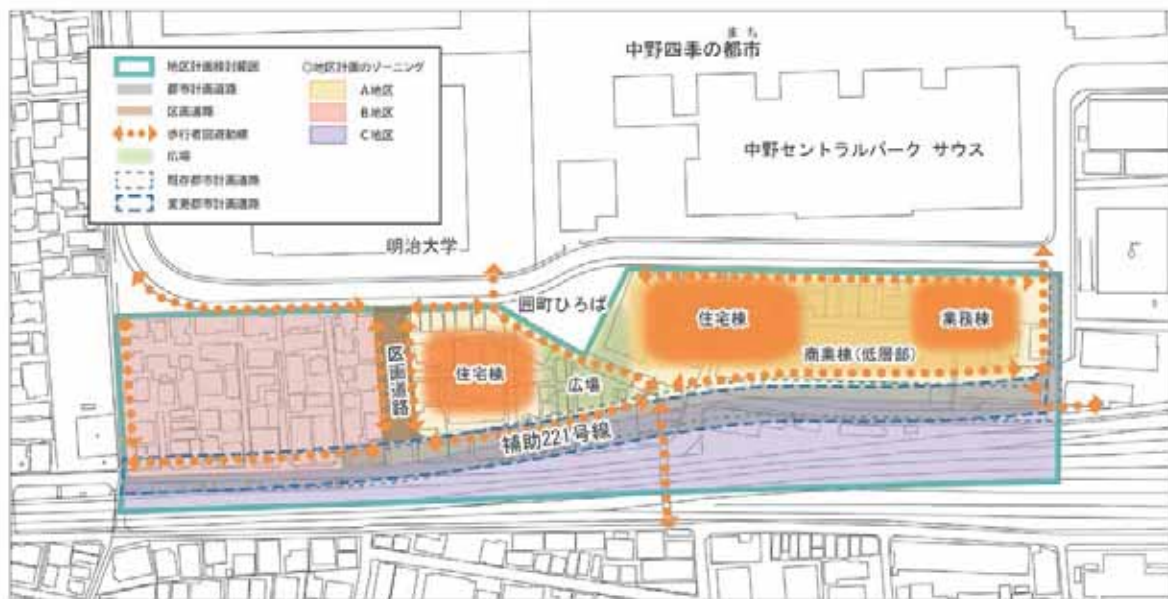 中野四季の都市
まち
地区計画検討範囲
都市計画道路
区画道路
歩行者回遊動線
広場
既存都市計画道路
変更都市計画道路
○地区計画のゾーニング
A地区
B地区
C地区
中野セントラルパーク サウス
明治大学
囲町ひろば
住宅棟
業務棟
商業棟(低層部)
区画道路
住宅棟
広場
補助221号線